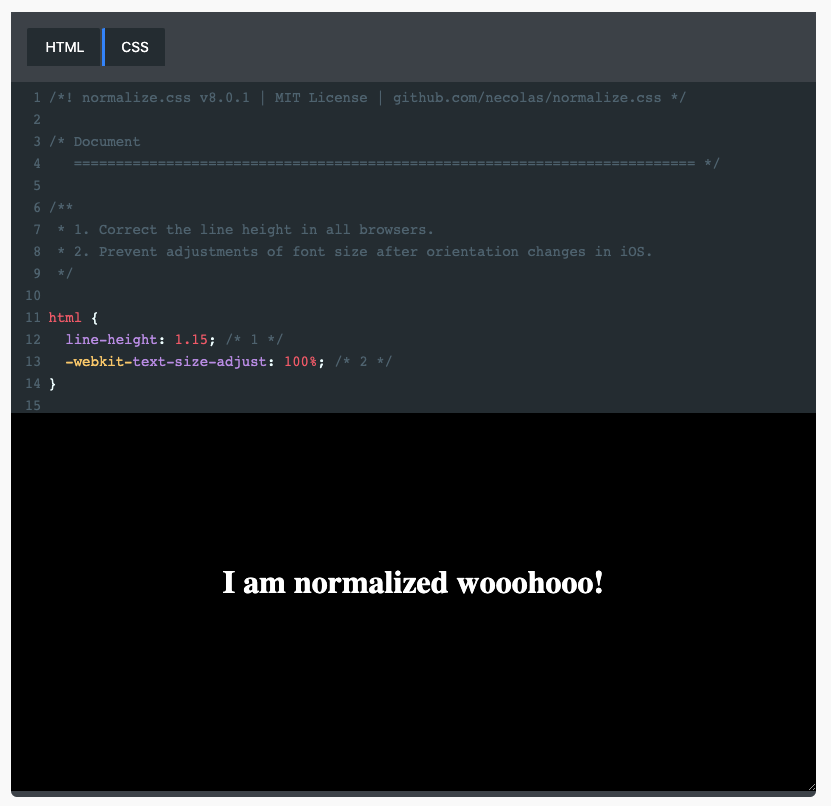 HTML CSS
1 /*! normalize.css v8.0.1 | MIT License | github.com/necolas/normalize.css */
2
3 /* Document
4    ========================================================================== */
5
6 /**
7  * 1. Correct the line height in all browsers.
8  * 2. Prevent adjustments of font size after orientation changes in iOS.
9  */
10
11 html {
12   line-height: 1.15; /* 1 */
13   -webkit-text-size-adjust: 100%; /* 2 */
14 }
15
I am normalized wooohooo!